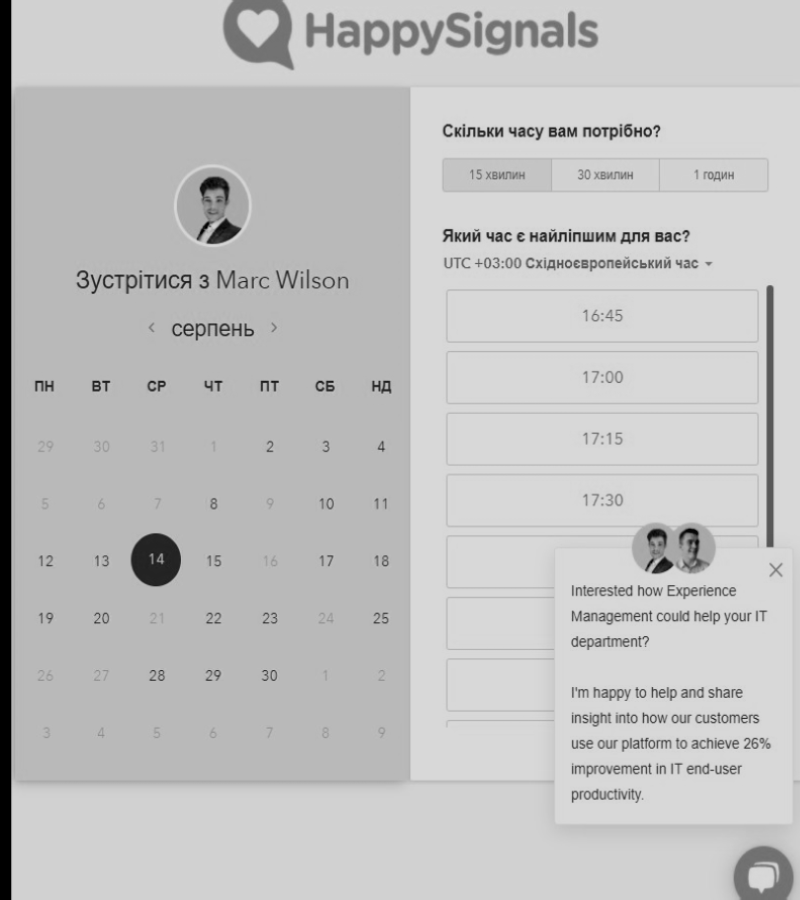 HappySignals
Зустрітися з Marc Wilson
< серпень >
ПН ВТ СР ЧТ ПТ СБ НД
29 30 31 1 2 3 4
5 6 7 8 9 10 11
12 13 14 15 16 17 18
19 20 21 22 23 24 25
26 27 28 29 30 1 2
3 4 5 6 7 8 9
Скільки часу вам потрібно?
15 хвилин 30 хвилин 1 годин
Який час є найліпшим для вас?
UTC +03:00 Східноєвропейський час
16:45
17:00
17:15
17:30
Interested how Experience
Management could help your IT
department?
I'm happy to help and share
insight into how our customers
use our platform to achieve 26%
improvement in IT end-user
productivity.